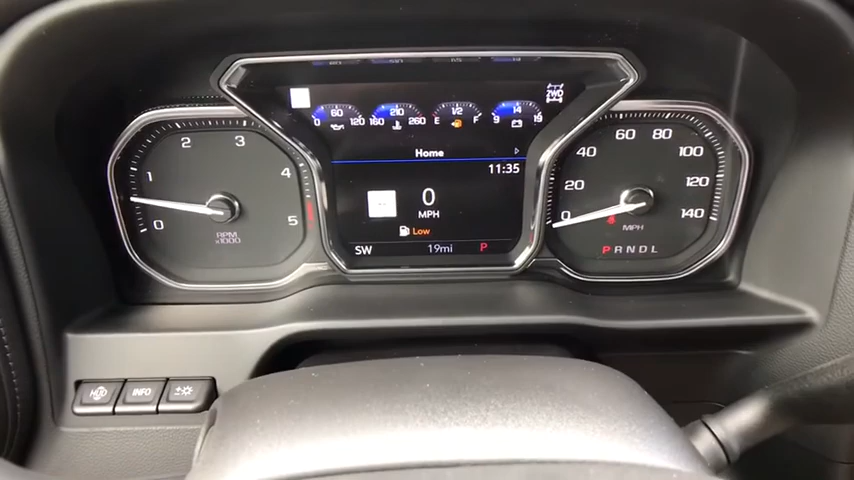 60
210
1/2
14
2WD
120
160
260
E
F
9
19
Home
11:35
0
MPH
Low
SW
19mi
P
0
1
2
3
4
5
RPM
x1000
0
20
40
60
80
100
120
140
MPH
PRNDL
HUD
INFO